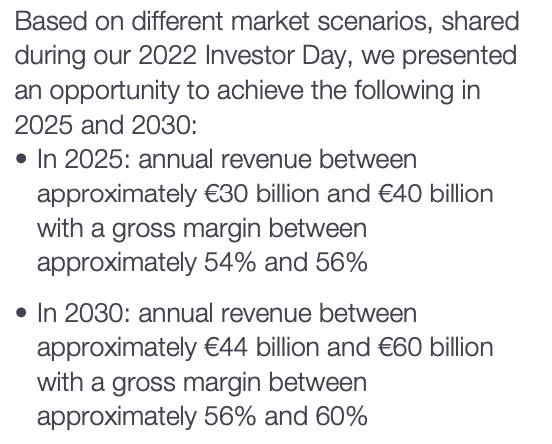 Based on different market scenarios, shared
during our 2022 Investor Day, we presented
an opportunity to achieve the following in
2025 and 2030:
• In 2025: annual revenue between
approximately €30 billion and €40 billion
with a gross margin between
approximately 54% and 56%
• In 2030: annual revenue between
approximately €44 billion and €60 billion
with a gross margin between
approximately 56% and 60%